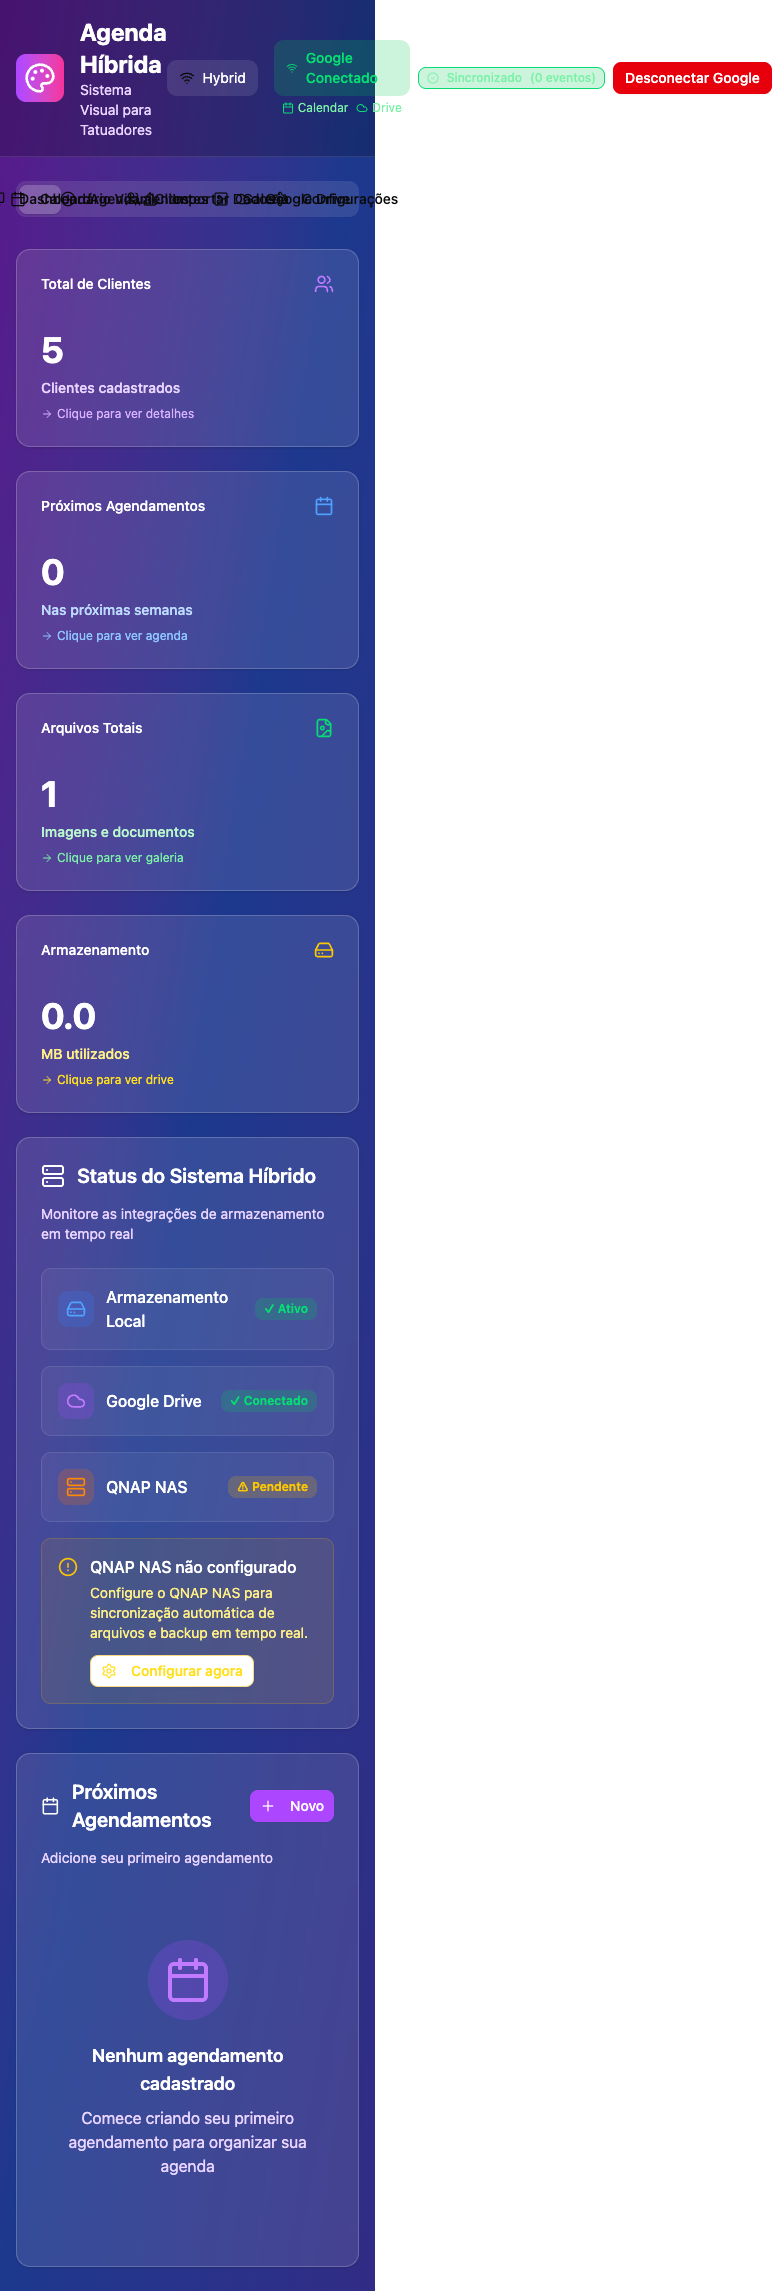 Agenda
Híbrida
Sistema
Visual para
Tatuadores
Hybrid
Google
Conectado
Calendar
Drive
Sincronizado (0 eventos)
Desconectar Google
Total de Clientes
5
Clientes cadastrados
→ Clique para ver detalhes
Próximos Agendamentos
0
Nas próximas semanas
→ Clique para ver agenda
Arquivos Totais
1
Imagens e documentos
→ Clique para ver galeria
Armazenamento
0.0
MB utilizados
→ Clique para ver drive
Status do Sistema Híbrido
Monitore as integrações de armazenamento
em tempo real
Armazenamento
Local
✓ Ativo
Google Drive
✓ Conectado
QNAP NAS
⚠ Pendente
QNAP NAS não configurado
Configure o QNAP NAS para
sincronização automática de
arquivos e backup em tempo real.
Configurar agora
Próximos
Agendamentos
Novo
Adicione seu primeiro agendamento
Nenhum agendamento
cadastrado
Comece criando seu primeiro
agendamento para organizar sua
agenda